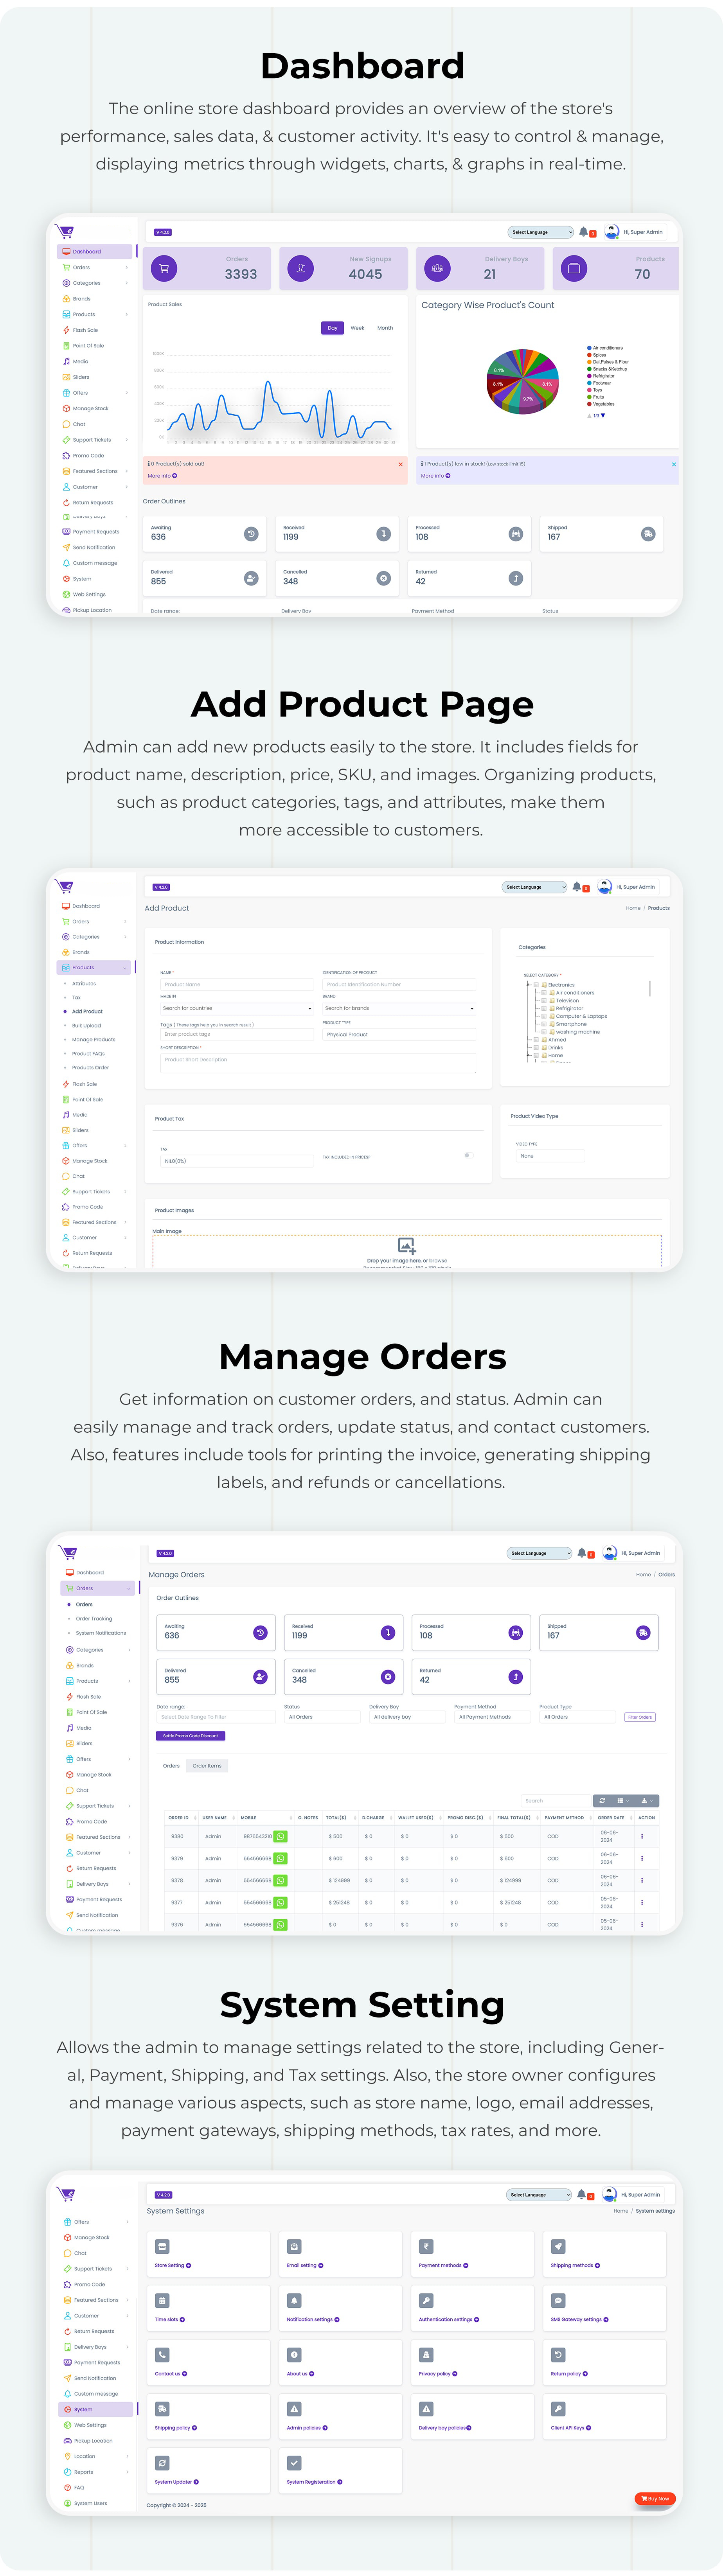 Dashboard
The online store dashboard provides an overview of the store's
performance, sales data, & customer activity. It's easy to control & manage,
displaying metrics through widgets, charts, & graphs in real-time.
V 4.2.0
Select Language
Hi, Super Admin
Dashboard
Orders
Categories
Brands
Products
Flash Sale
Point Of Sale
Media
Sliders
Offers
Manage Stock
Chat
Support Tickets
Promo Code
Featured Sections
Customer
Return Requests
Payment Requests
Send Notification
Custom message
System
Web Settings
Pickup Location
Orders
3393
New Signups
4045
Delivery Boys
21
Products
70
Product Sales
Day Week Month
Category Wise Product's Count
8.1%
8.1%
8.1%
9.7%
Air conditioners
Spices
Dal,Pulses & Flour
Snacks &Ketchup
Refrigirator
Footwear
Toys
Fruits
Vegetables
1/3
0 Product(s) sold out!
More info
1 Product(s) low in stock! (Low stock limit 15)
More info
Order Outlines
Awaiting
636
Received
1199
Processed
108
Shipped
167
Delivered
855
Cancelled
348
Returned
42
Date range:
Delivery Boy
Payment Method
Status
Add Product Page
Admin can add new products easily to the store. It includes fields for
product name, description, price, SKU, and images. Organizing products,
such as product categories, tags, and attributes, make them
more accessible to customers.
V 4.2.0
Select Language
Hi, Super Admin
Dashboard
Orders
Categories
Brands
Products
Attributes
Tax
Add Product
Bulk Upload
Manage Products
Product FAQs
Products Order
Flash Sale
Point Of Sale
Media
Sliders
Offers
Manage Stock
Chat
Support Tickets
Promo Code
Featured Sections
Customer
Return Requests
Add Product
Home / Products
Product Information
NAME *
Product Name
IDENTIFICATION OF PRODUCT
Product Identification Number
MADE IN
Search for countries
BRAND
Search for brands
Tags ( These tags help you in search result )
Enter product tags
PRODUCT TYPE
Physical Product
SHORT DESCRIPTION *
Product Short Description
Categories
SELECT CATEGORY *
Electronics
Air conditioners
Televison
Refrigirator
Computer & Laptops
Smartphone
washing machine
Ahmed
Drinks
Home
Product Tax
Tax
NILO(0%)
TAX INCLUDED IN PRICES?
Product Video Type
VIDEO TYPE
None
Product Images
Main Image
Drop your image here, or browse
Manage Orders
Get information on customer orders, and status. Admin can
easily manage and track orders, update status, and contact customers.
Also, features include tools for printing the invoice, generating shipping
labels, and refunds or cancellations.
V 4.2.0
Select Language
Hi, Super Admin
Dashboard
Orders
Orders
Order Tracking
System Notifications
Categories
Brands
Products
Flash Sale
Point Of Sale
Media
Sliders
Offers
Manage Stock
Chat
Support Tickets
Promo Code
Featured Sections
Customer
Return Requests
Delivery Boys
Payment Requests
Send Notification
Custom message
Manage Orders
Home / Orders
Order Outlines
Awaiting
636
Received
1199
Processed
108
Shipped
167
Delivered
855
Cancelled
348
Returned
42
Date range:
Select Date Range To Filter
Status
All Orders
Delivery Boy
All delivery boy
Payment Method
All Payment Methods
Product Type
All Orders
Filter Orders
Settle Promo Code Discount
Orders Order Items
Search
ORDER ID USER NAME MOBILE O. NOTES TOTAL($) D.CHARGE WALLET USED($) PROMO DISC.($) FINAL TOTAL($) PAYMENT METHOD ORDER DATE ACTION
9380 Admin 9876543210 $ 500 $ 0 $ 0 $ 0 $ 500 COD 06-06-2024
9379 Admin 554566668 $ 600 $ 0 $ 0 $ 0 $ 600 COD 06-06-2024
9378 Admin 554566668 $ 124999 $ 0 $ 0 $ 0 $ 124999 COD 06-06-2024
9377 Admin 554566668 $ 251248 $ 0 $ 0 $ 0 $ 251248 COD 05-06-2024
9376 Admin 554566668 $ 0 $ 0 $ 0 $ 0 $ 0 COD 05-06-2024
System Setting
Allows the admin to manage settings related to the store, including Gener-
al, Payment, Shipping, and Tax settings. Also, the store owner configures
and manage various aspects, such as store name, logo, email addresses,
payment gateways, shipping methods, tax rates, and more.
V 4.2.0
Select Language
Hi, Super Admin
Offers
Manage Stock
Chat
Support Tickets
Promo Code
Featured Sections
Customer
Return Requests
Delivery Boys
Payment Requests
Send Notification
Custom message
System
Web Settings
Pickup Location
Location
Reports
FAQ
System Users
System Settings
Home / System settings
Store Setting
Email setting
Payment methods
Shipping methods
Time slots
Notification settings
Authentication settings
SMS Gateway settings
Contact us
About us
Privacy policy
Return policy
Shipping policy
Admin policies
Delivery boy policies
Client API Keys
System Updater
System Registeration
Buy Now
Copyright © 2024 - 2025